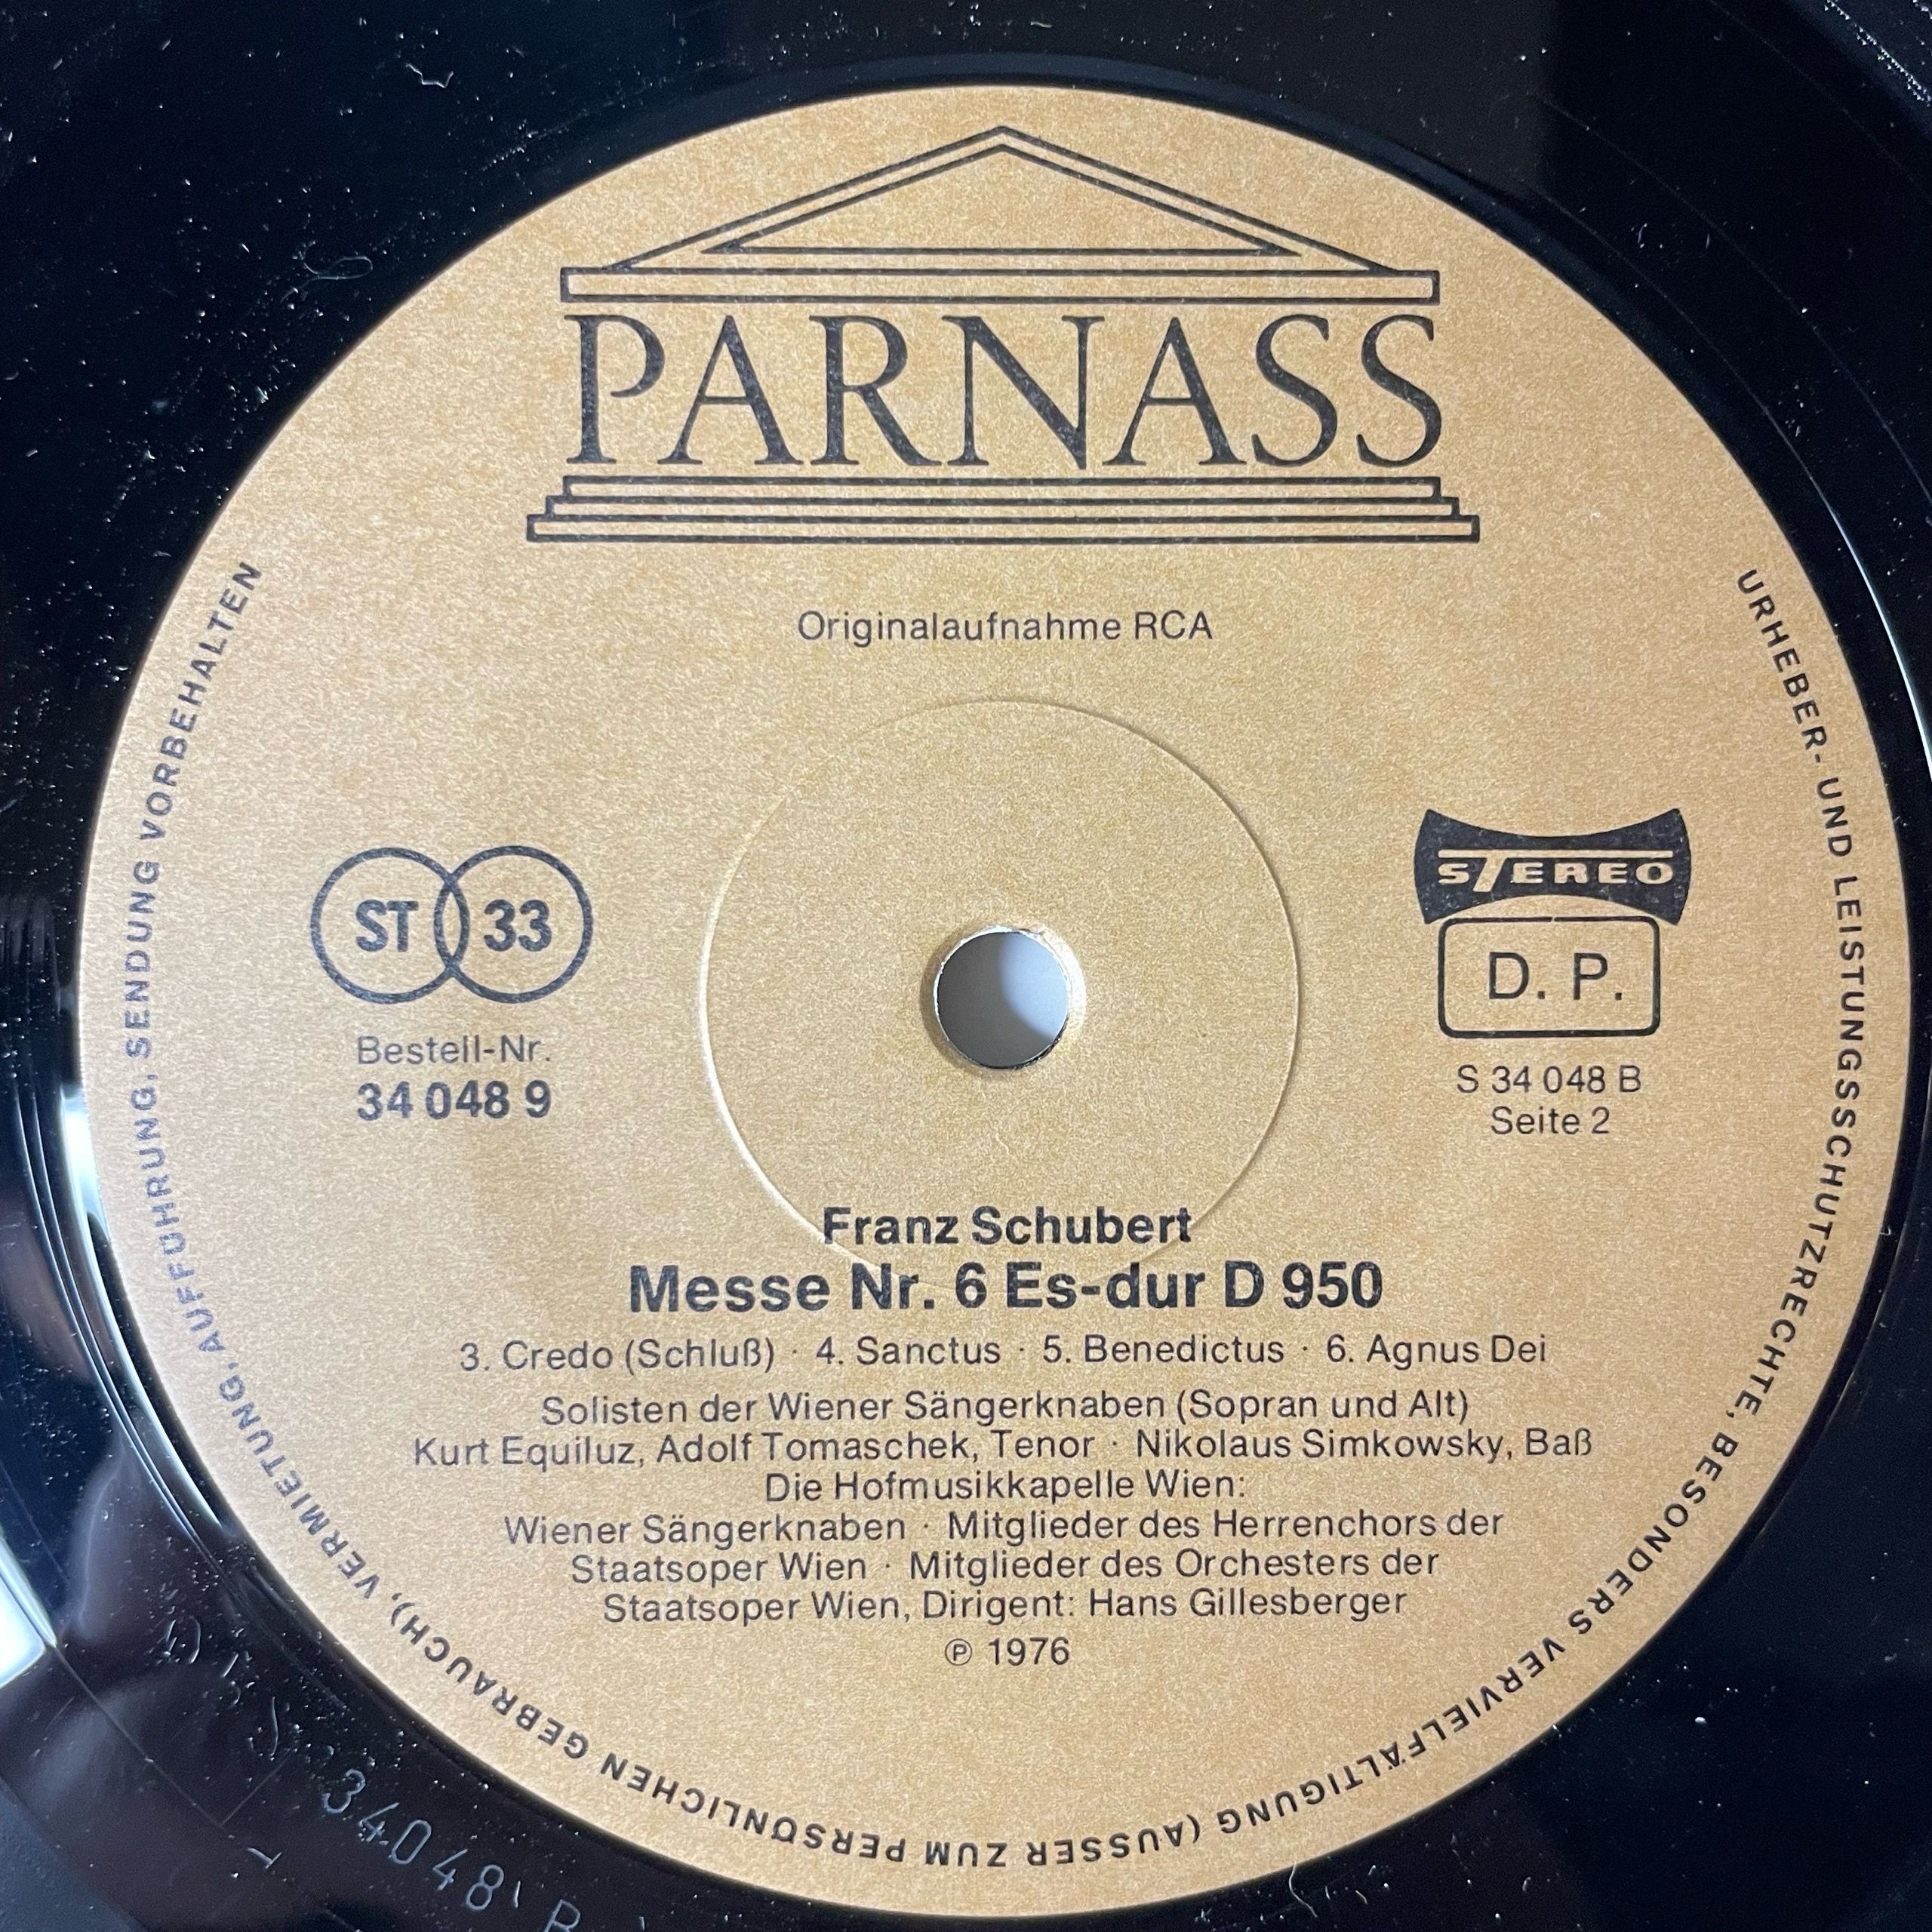 PARNASS
Originalaufnahme RCA
ST 33
Bestell-Nr.
34 048 9
STEREO
D. P.
S 34 048 B
Seite 2
Franz Schubert
Messe Nr. 6 Es-dur D 950
3. Credo (Schluß) · 4. Sanctus · 5. Benedictus · 6. Agnus Dei
Solisten der Wiener Sängerknaben (Sopran und Alt)
Kurt Equiluz, Adolf Tomaschek, Tenor · Nikolaus Simkowsky, Baß
Die Hofmusikkapelle Wien:
Wiener Sängerknaben · Mitglieder des Herrenchors der
Staatsoper Wien · Mitglieder des Orchesters der
Staatsoper Wien, Dirigent: Hans Gillesberger
℗ 1976
URHEBER- UND LEISTUNGSSCHUTZRECHTE, BESONDERS VERVIELFÄLTIGUNG (AUSSER ZUM PERSÖNLICHEN GEBRAUCH), VERMIETUNG, AUFFÜHRUNG, SENDUNG VORBEHALTEN
34048